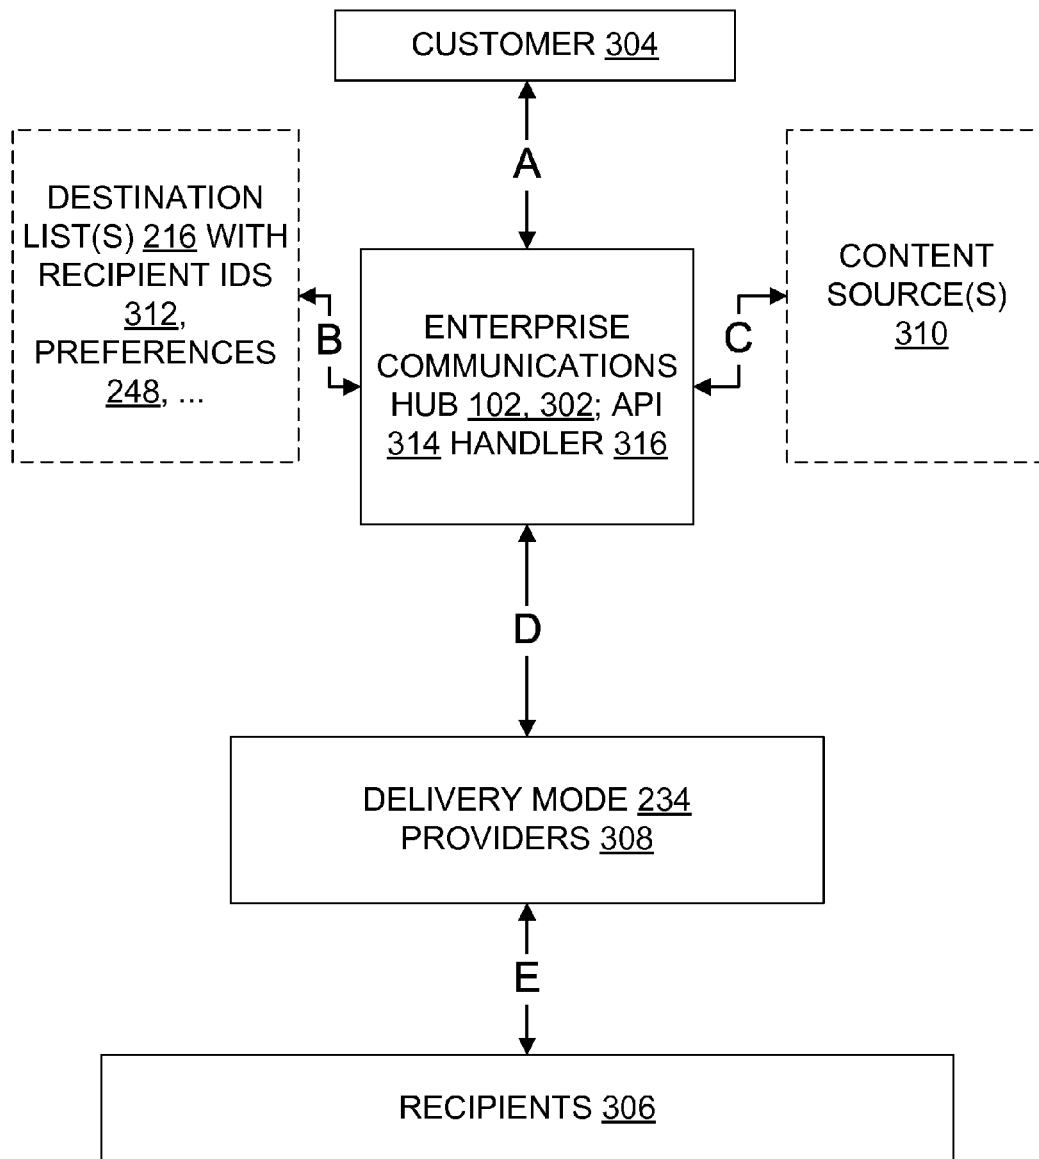 CUSTOMER 304
A
DESTINATION
LIST(S) 216 WITH
RECIPIENT IDS
312,
PREFERENCES
248, ...
B
ENTERPRISE
COMMUNICATIONS
HUB 102, 302; API
314 HANDLER 316
C
CONTENT
SOURCE(S)
310
D
DELIVERY MODE 234
PROVIDERS 308
E
RECIPIENTS 306